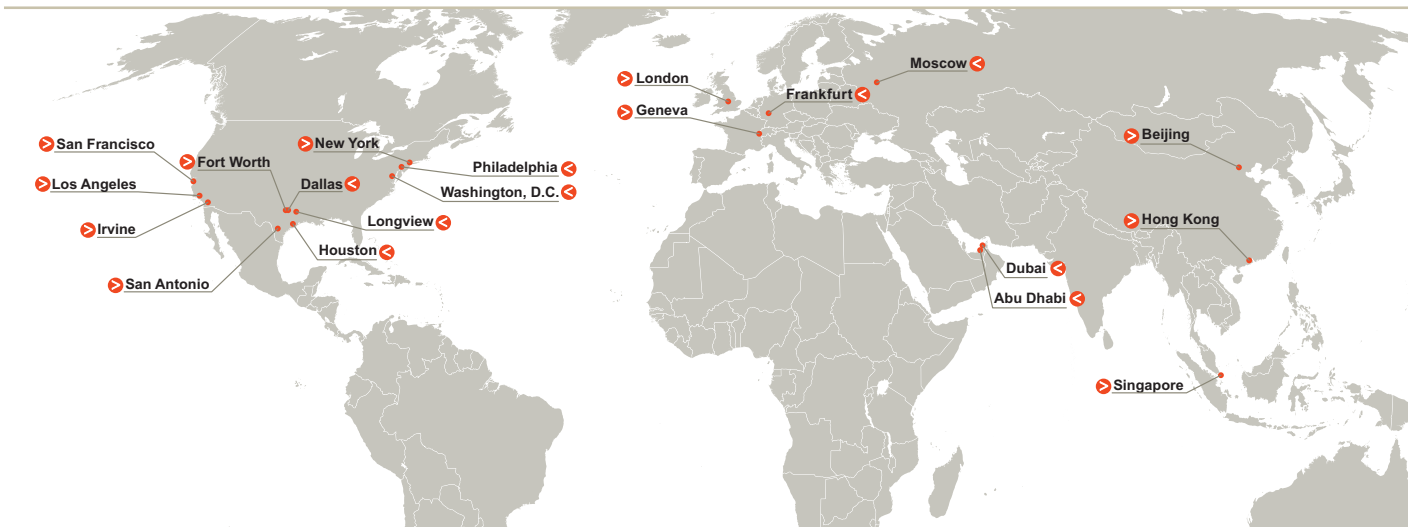 San Francisco
Los Angeles
Irvine
San Antonio
Fort Worth
New York
Dallas
Philadelphia
Washington, D.C.
Longview
Houston
London
Geneva
Frankfurt
Moscow
Dubai
Abu Dhabi
Beijing
Hong Kong
Singapore